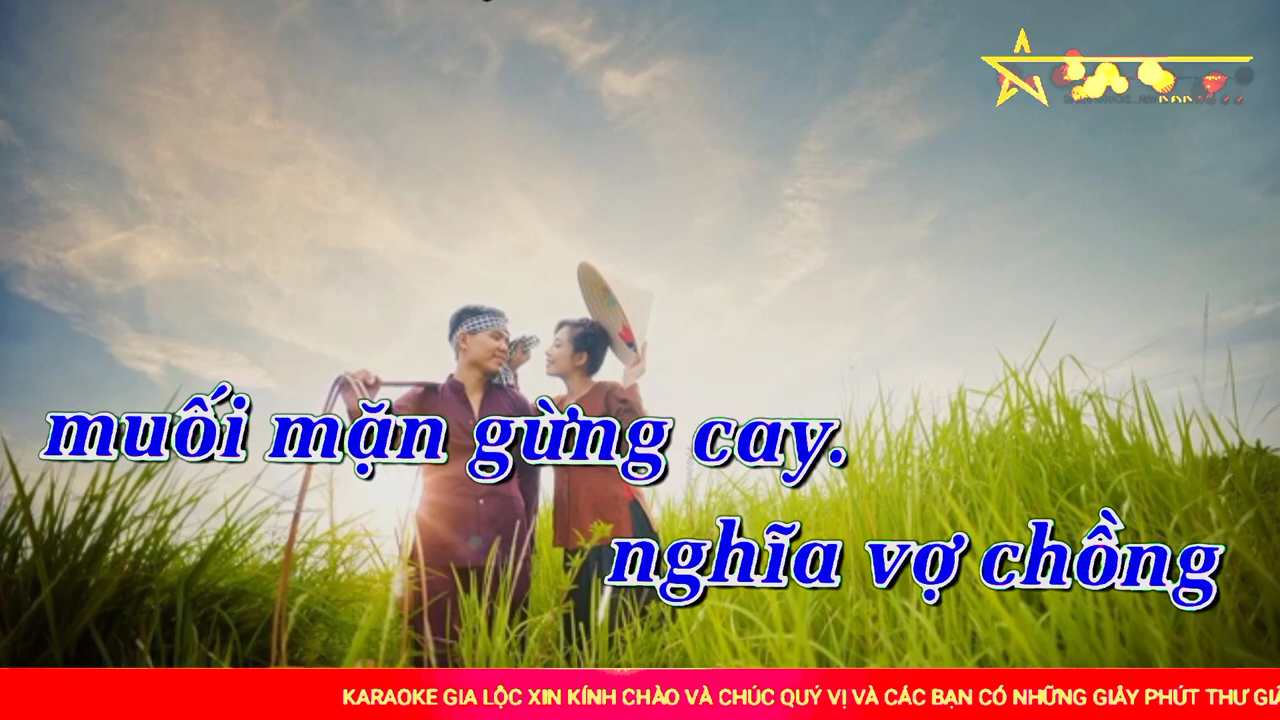 muối mặn gừng cay.
nghĩa vợ chồng
KARAOKE GIA LỘC XIN KÍNH CHÀO VÀ CHÚC QUÝ VỊ VÀ CÁC BẠN CÓ NHỮNG GIÂY PHÚT THƯ